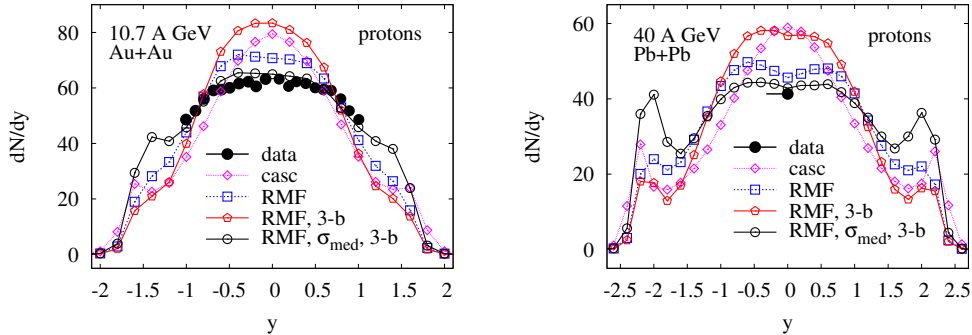 10.7 A GeV
Au+Au
protons
dN/dy
80
60
40
20
0
data
casc
RMF
RMF, 3-b
RMF, σmed, 3-b
-2 -1.5 -1 -0.5 0 0.5 1 1.5 2
y
40 A GeV
Pb+Pb
protons
dN/dy
60
40
20
0
data
casc
RMF
RMF, 3-b
RMF, σmed, 3-b
-2.5 -2 -1.5 -1 -0.5 0 0.5 1 1.5 2 2.5
y